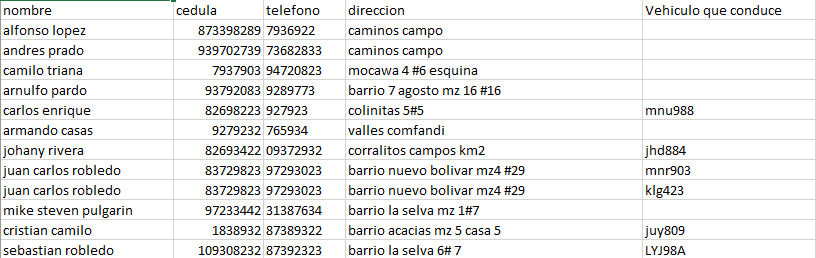 nombre cedula telefono direccion Vehiculo que conduce
alfonso lopez 873398289 7936922 caminos campo
andres prado 939702739 73682833 caminos campo
camilo triana 7937903 94720823 mocawa 4 #6 esquina
arnulfo pardo 93792083 9289773 barrio 7 agosto mz 16 #16
carlos enrique 82698223 927923 colinitas 5#5 mnu988
armando casas 9279232 765934 valles comfandi
johany rivera 82693422 09372932 corralitos campos km2 jhd884
juan carlos robledo 83729823 97293023 barrio nuevo bolivar mz4 #29 mnr903
juan carlos robledo 83729823 97293023 barrio nuevo bolivar mz4 #29 klg423
mike steven pulgarin 97233442 31387634 barrio la selva mz 1#7
cristian camilo 1838932 87389322 barrio acacias mz 5 casa 5 juy809
sebastian robledo 109308232 87392323 barrio la selva 6# 7 LYJ98A